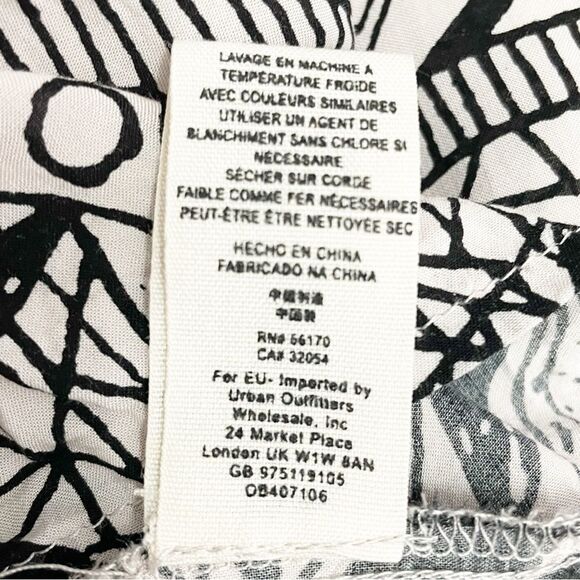 LAVAGE EN MACHINE A
TEMPÉRATURE FROIDE
AVEC COULEURS SIMILAIRES
UTILISER UN AGENT DE
BLANCHIMENT SANS CHLORE SI
NÉCESSAIRE
SÉCHER SUR CORDE
FAIBLE COMME FER NÉCESSAIRES
PEUT-ÊTRE ÊTRE NETTOYÉE SEC
HECHO EN CHINA
FABRICADO NA CHINA
中國制造
中国製
RN# 66170
CA# 32054
For EU- Imported by
Urban Outfitters
Wholesale, Inc
24 Market Place
London UK W1W 8AN
GB 975119105
OB407106